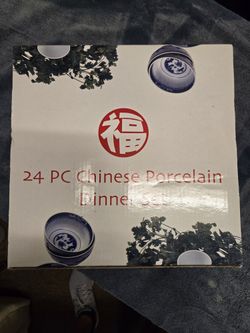 福
24 PC Chinese Porcelain
Dinner Set